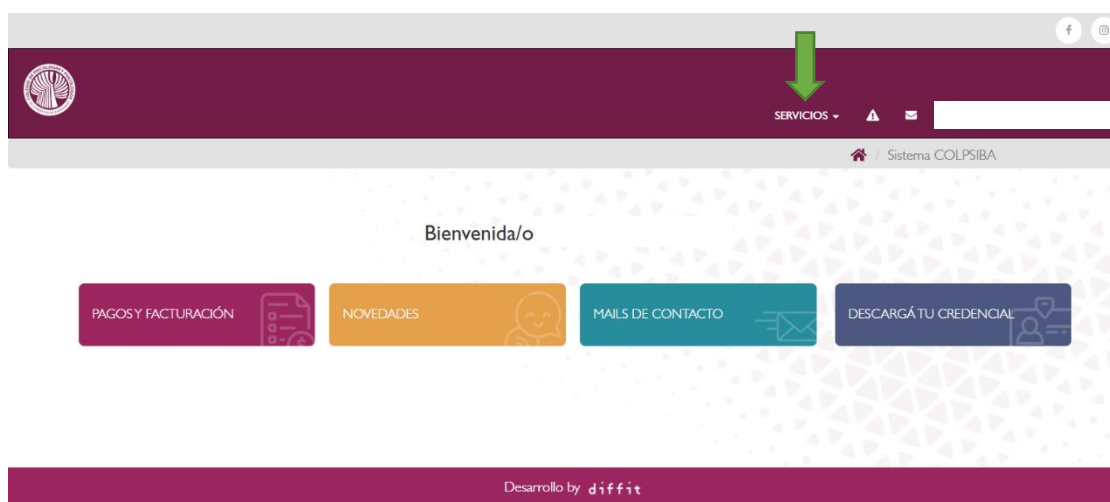 SERVICIOS
/ Sistema COLPSIBA
Bienvenida/o
PAGOS Y FACTURACIÓN
NOVEDADES
MAILS DE CONTACTO
DESCARGÁ TU CREDENCIAL
Desarrollo by diffit